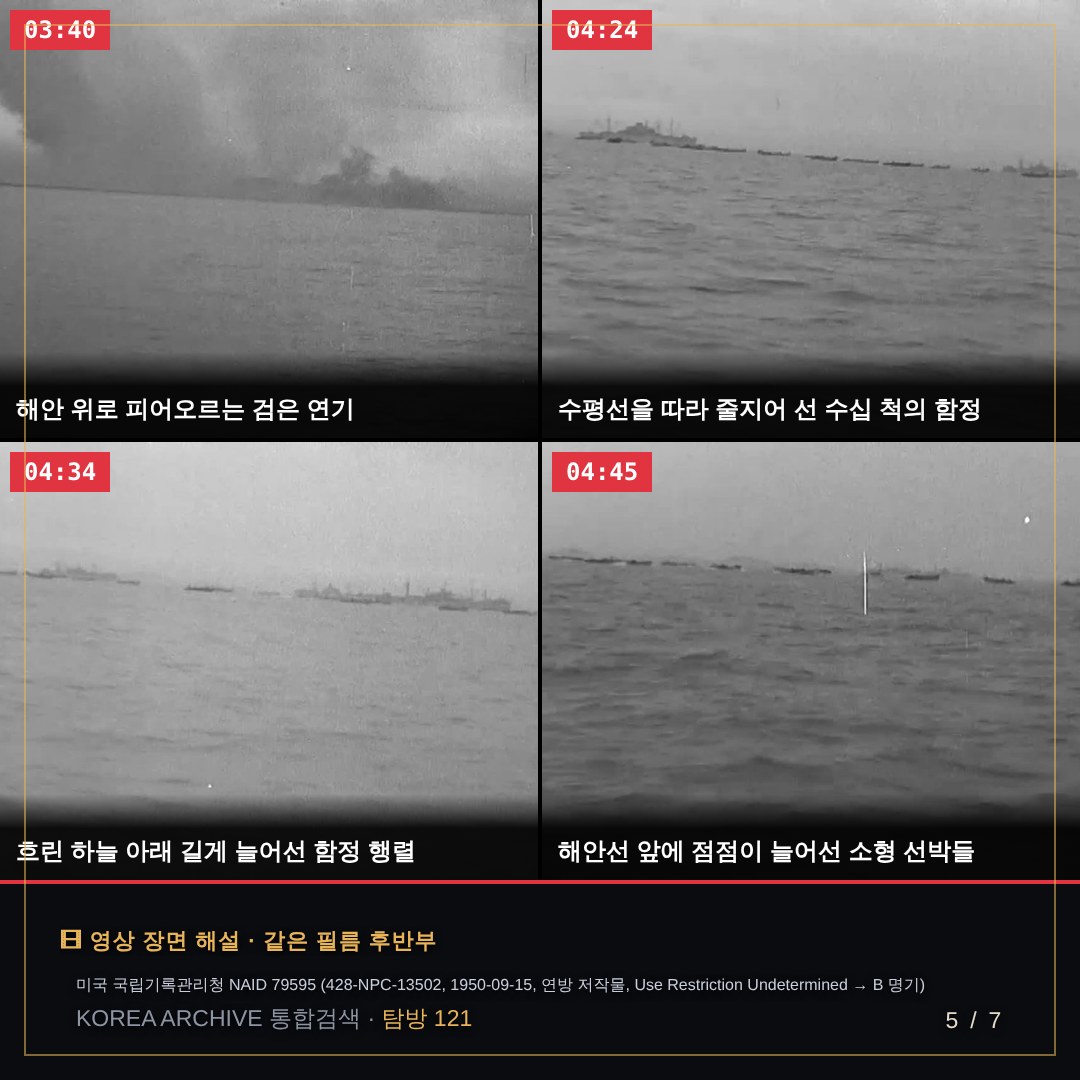 03:40
04:24
해안 위로 피어오르는 검은 연기
수평선을 따라 줄지어 선 수십 척의 함정
04:34
04:45
흐린 하늘 아래 길게 늘어선 함정 행렬
해안선 앞에 점점이 늘어선 소형 선박들
영상 장면 해설 · 같은 필름 후반부
미국 국립기록관리청 NAID 79595 (428-NPC-13502, 1950-09-15, 연방 저작물, Use Restriction Undetermined → B 명기)
KOREA ARCHIVE 통합검색 · 탐방 121
5 / 7